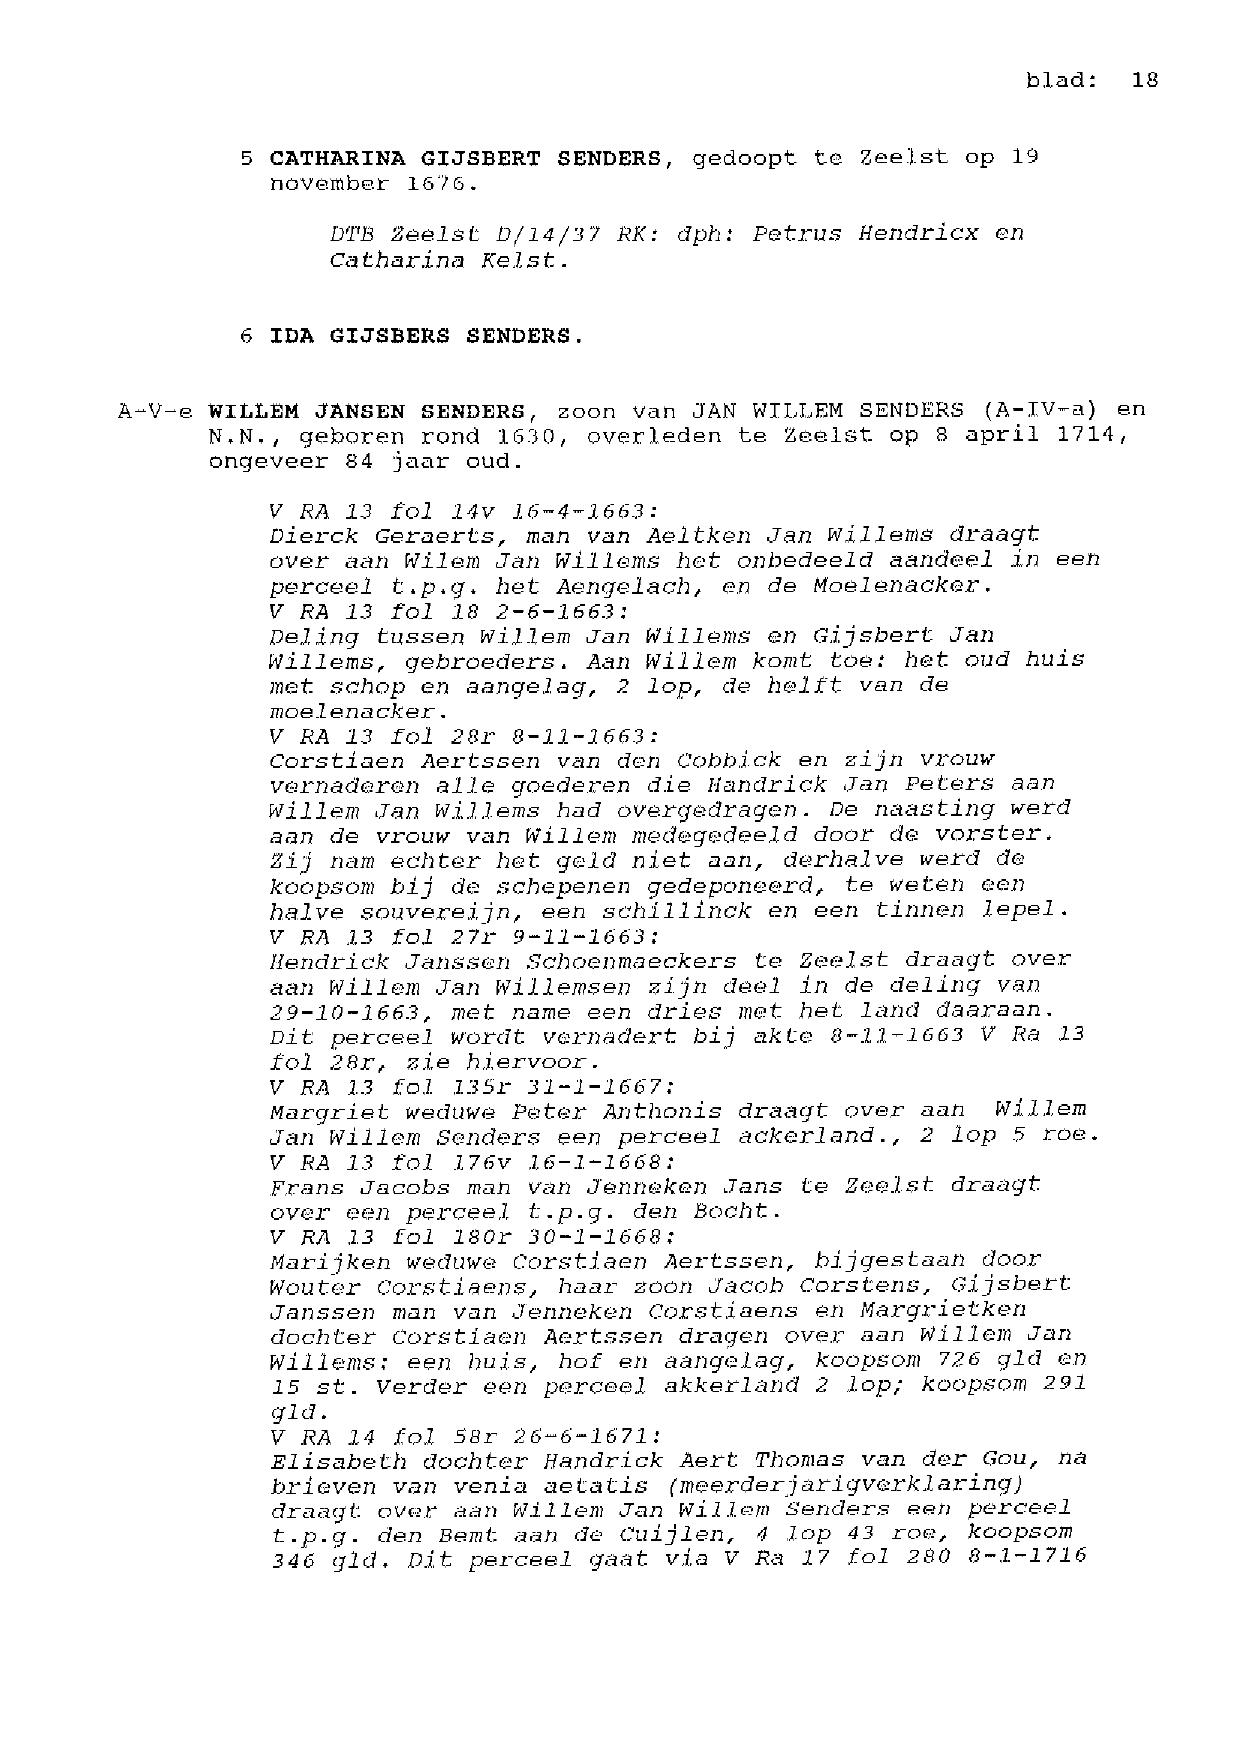 blad: 18
5 CATHARINA GIJSBERT SENDERS, gedoopt te Zeelst op 19
november 1676.
DTB Zeelst D/14/37 RK: dph: Petrus Hendricx en
Catharina Kelst.
6 IDA GIJSBERS SENDERS.
A-V-e WILLEM JANSEN SENDERS, zoon van JAN WILLEM SENDERS (A-IV-a) en
N.N., geboren rond 1630, overleden te Zeelst op 8 april 1714,
ongeveer 84 jaar oud.
V RA 13 fol 14v 16-4-1663:
Dierck Geraerts, man van Aeltken Jan Willems draagt
over aan Wilem Jan Willems het onbedeeld aandeel in een
perceel t.p.g. het Aengelach, en de Moelenacker.
V RA 13 fol 18 2-6-1663:
Deling tussen Willem Jan Willems en Gijsbert Jan
Willems, gebroeders. Aan Willem komt toe: het oud huis
met schop en aangelag, 2 lop, de helft van de
moelenacker.
V RA 13 fol 28r 8-11-1663:
Corstiaen Aertssen van den Cobbick en zijn vrouw
vernaderen alle goederen die Handrick Jan Peters aan
Willem Jan Willems had overgedragen. De naasting werd
aan de vrouw van Willem medegedeeld door de vorster.
Zij nam echter het geld niet aan, derhalve werd de
koopsom bij de schepenen gedeponeerd, te weten een
halve souvereijn, een schillinck en een tinnen lepel.
V RA 13 fol 27r 9-11-1663:
Hendrick Janssen Schoenmaeckers te Zeelst draagt over
aan Willem Jan Willemsen zijn deel in de deling van
29-10-1663, met name een dries met het land daaraan.
Dit perceel wordt vernadert bij akte 8-11-1663 V Ra 13
fol 28r, zie hiervoor.
V RA 13 fol 135r 31-1-1667:
Margriet weduwe Peter Anthonis draagt over aan Willem
Jan Willem Senders een perceel ackerland., 2 lop 5 roe.
V RA 13 fol 176v 16-1-1668:
Frans Jacobs man van Jenneken Jans te Zeelst draagt
over een perceel t.p.g. den Bocht.
V RA 13 fol 180r 30-1-1668:
Marijken weduwe Corstiaen Aertssen, bijgestaan door
Wouter Corstiaens, haar zoon Jacob Corstens, Gijsbert
Janssen man van Jenneken Corstiaens en Margrietken
dochter Corstiaen Aertssen dragen over aan Willem Jan
Willems: een huis, hof en aangelag, koopsom 726 gld en
15 st. Verder een perceel akkerland 2 lop; koopsom 291
gld.
V RA 14 fol 58r 26-6-1671:
Elisabeth dochter Handrick Aert Thomas van der Gou, na
brieven van venia aetatis (meerderjarigverklaring)
draagt over aan Willem Jan Willem Senders een perceel
t.p.g. den Bemt aan de Cuijlen, 4 lop 43 roe, koopsom
346 gld. Dit perceel gaat via V Ra 17 fol 280 8-1-1716